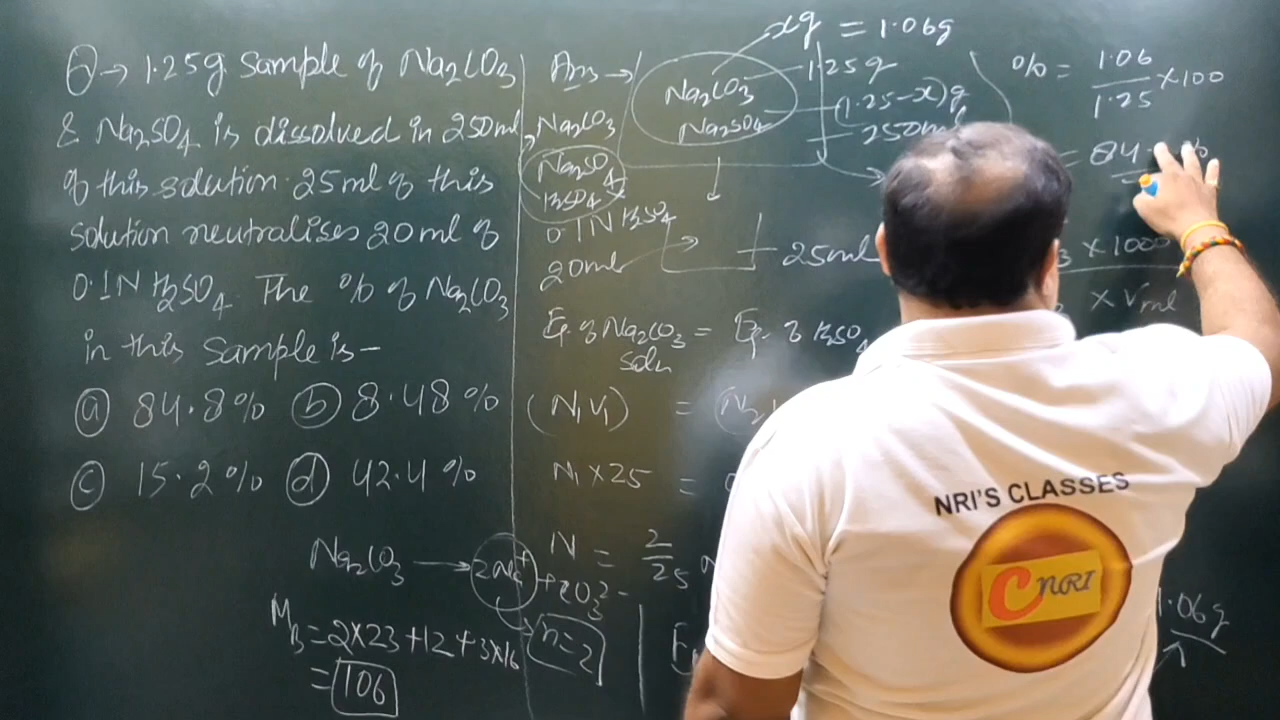 Q → 1.25g sample of Na2CO3
& Na2SO4 is dissolved in 250ml
of this solution. 25ml of this
solution neutralises 20ml of
0.1N H2SO4. The % of Na2CO3
in this sample is -
(a) 84.8% (b) 8.48%
(c) 15.2% (d) 42.4%
Na2CO3 → 2Na+ + CO3 2-
MB = 2×23+12+3×16
= 106
n=2
Ans →
Na2CO3
Na2SO4
H2SO4
0.1N H2SO4
20ml
xg = 1.06g
Na2CO3 1.25g
(1.25-x)g
Na2SO4 250ml
25ml
Eq. of Na2CO3 = Eq. of H2SO4
soln
(N1V1) = (N2
N1×25 =
N = 2/25
% = 1.06/1.25 ×100
= 84
× 1000
× Vml
1.06g
NRI'S CLASSES
CNRI